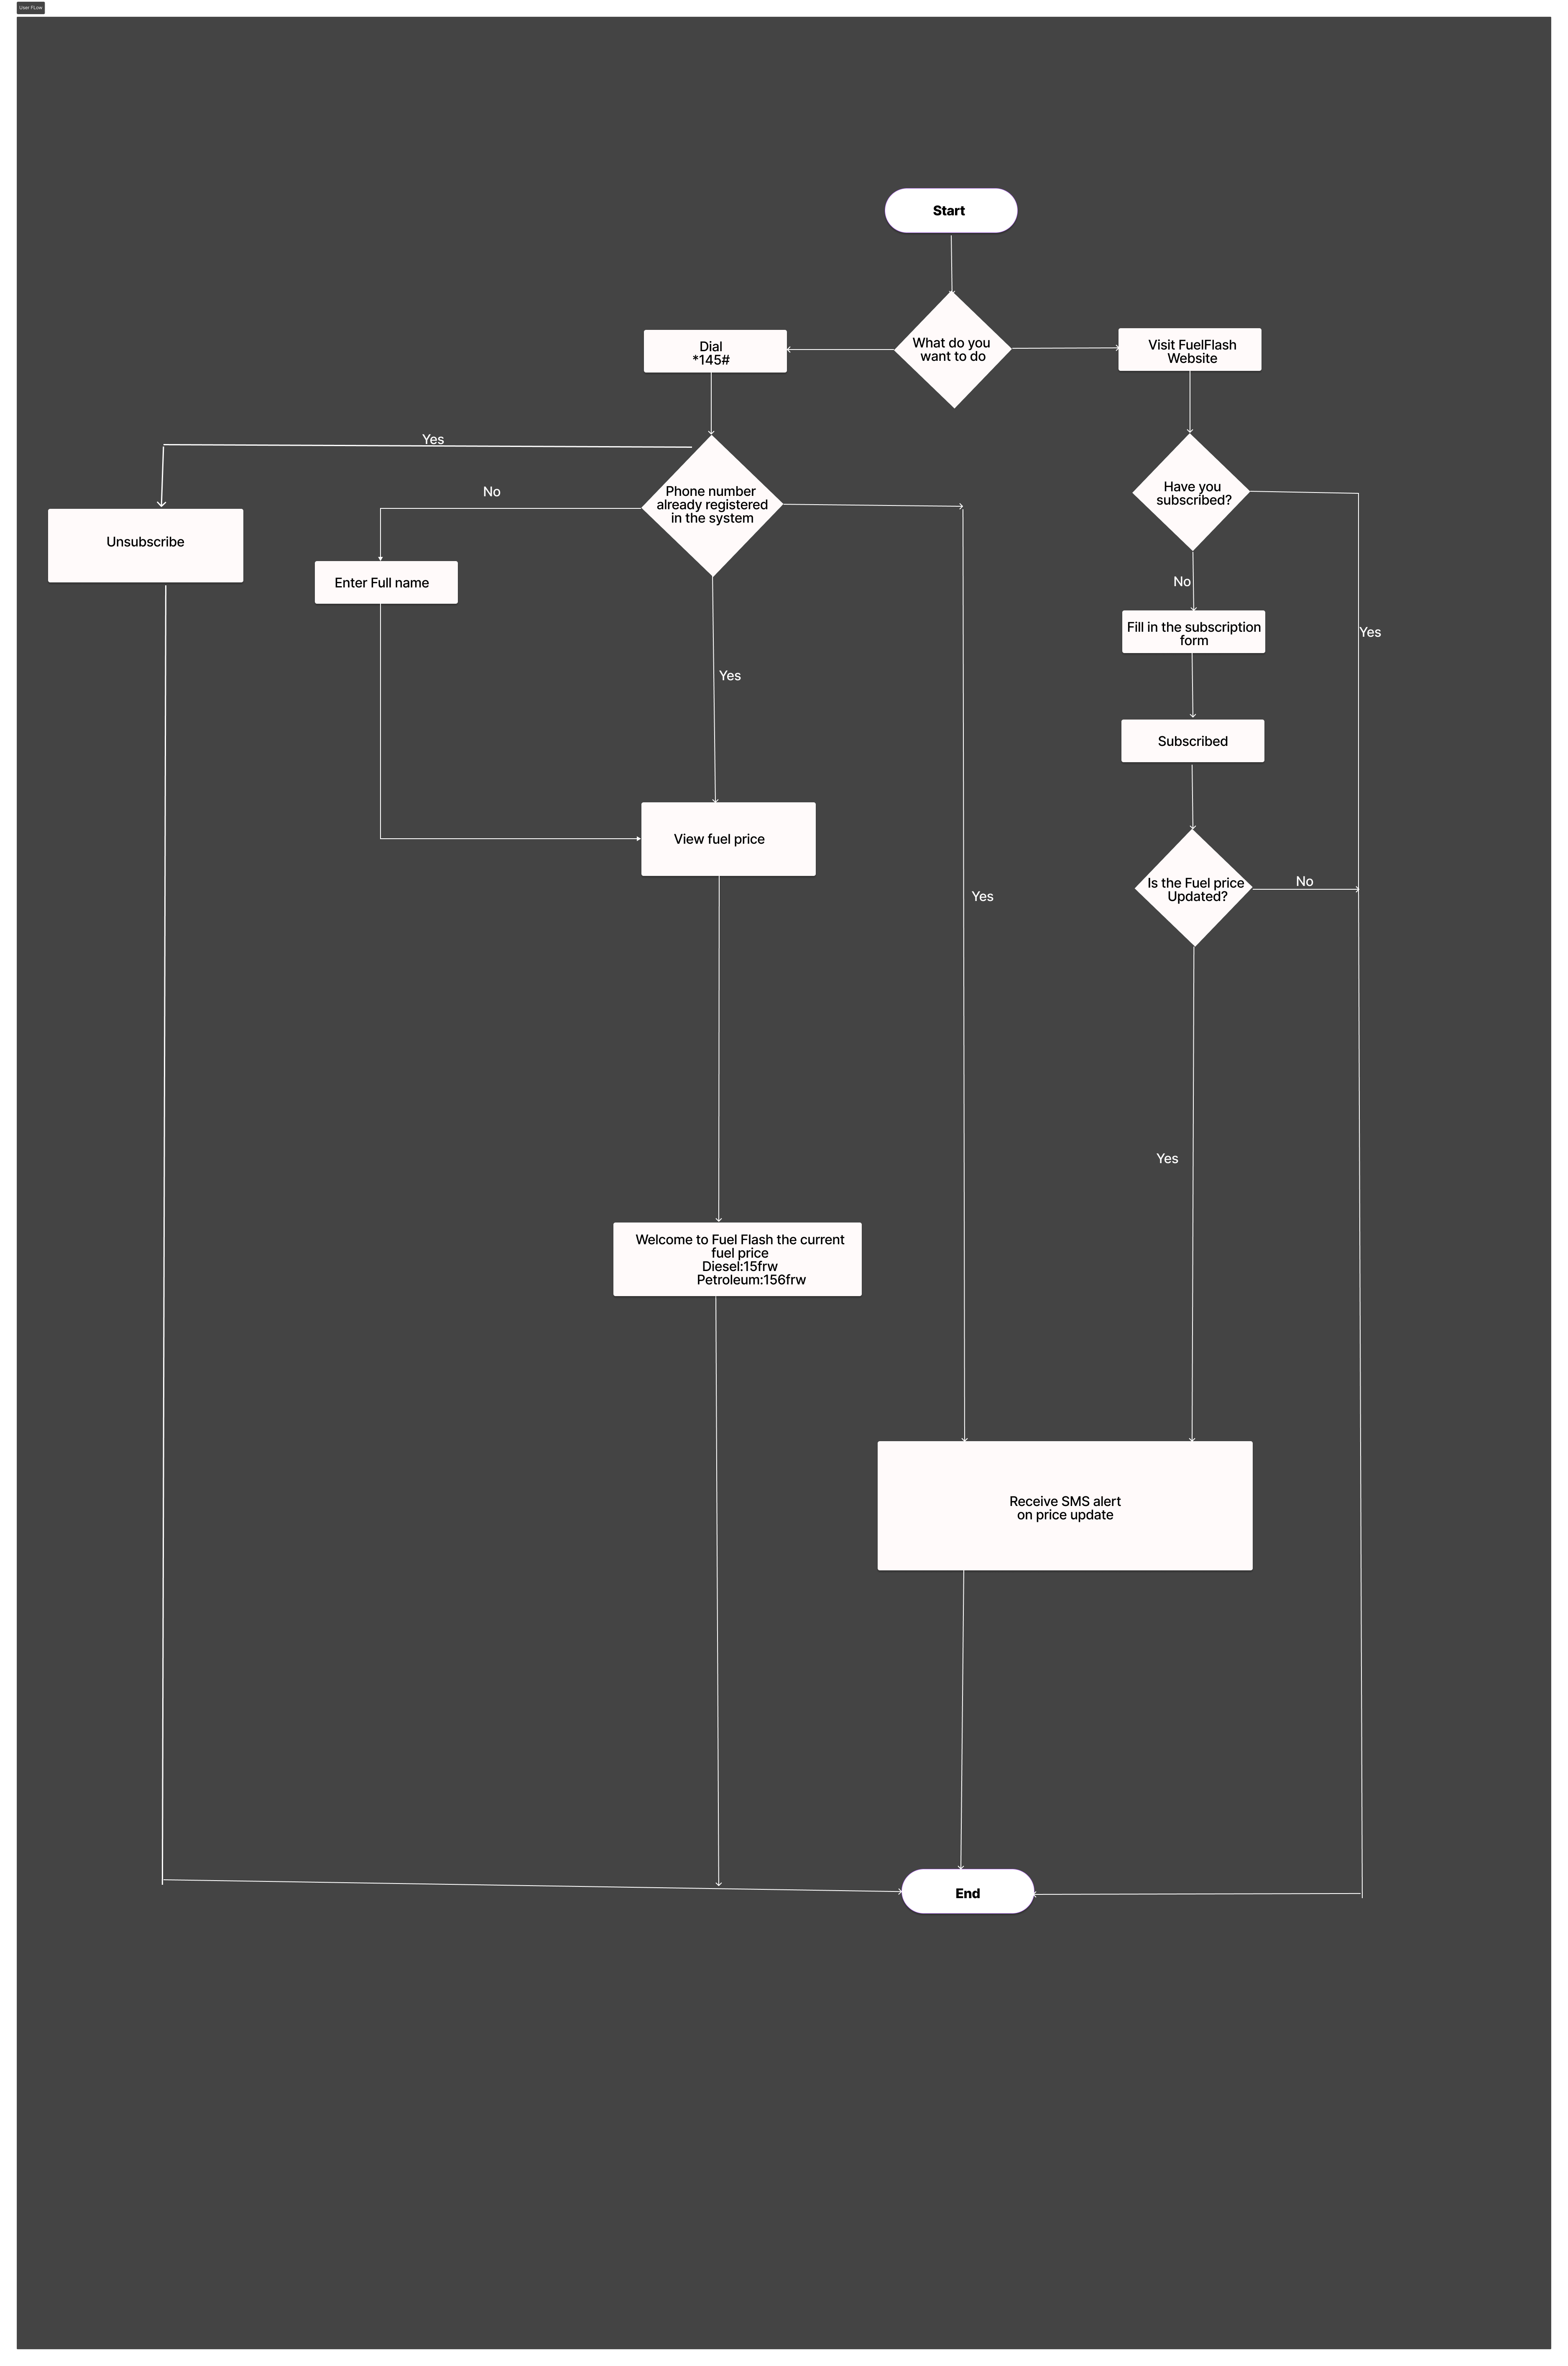 User FLow
Start
What do you
want to do
Dial
*145#
Visit FuelFlash
Website
Yes
No
Phone number
already registered
in the system
Have you
subscribed?
Unsubscribe
Enter Full name
No
Fill in the subscription
form
Yes
Yes
Subscribed
View fuel price
Is the Fuel price
Updated?
No
Yes
Yes
Welcome to Fuel Flash the current
fuel price
Diesel:15frw
Petroleum:156frw
Receive SMS alert
on price update
End